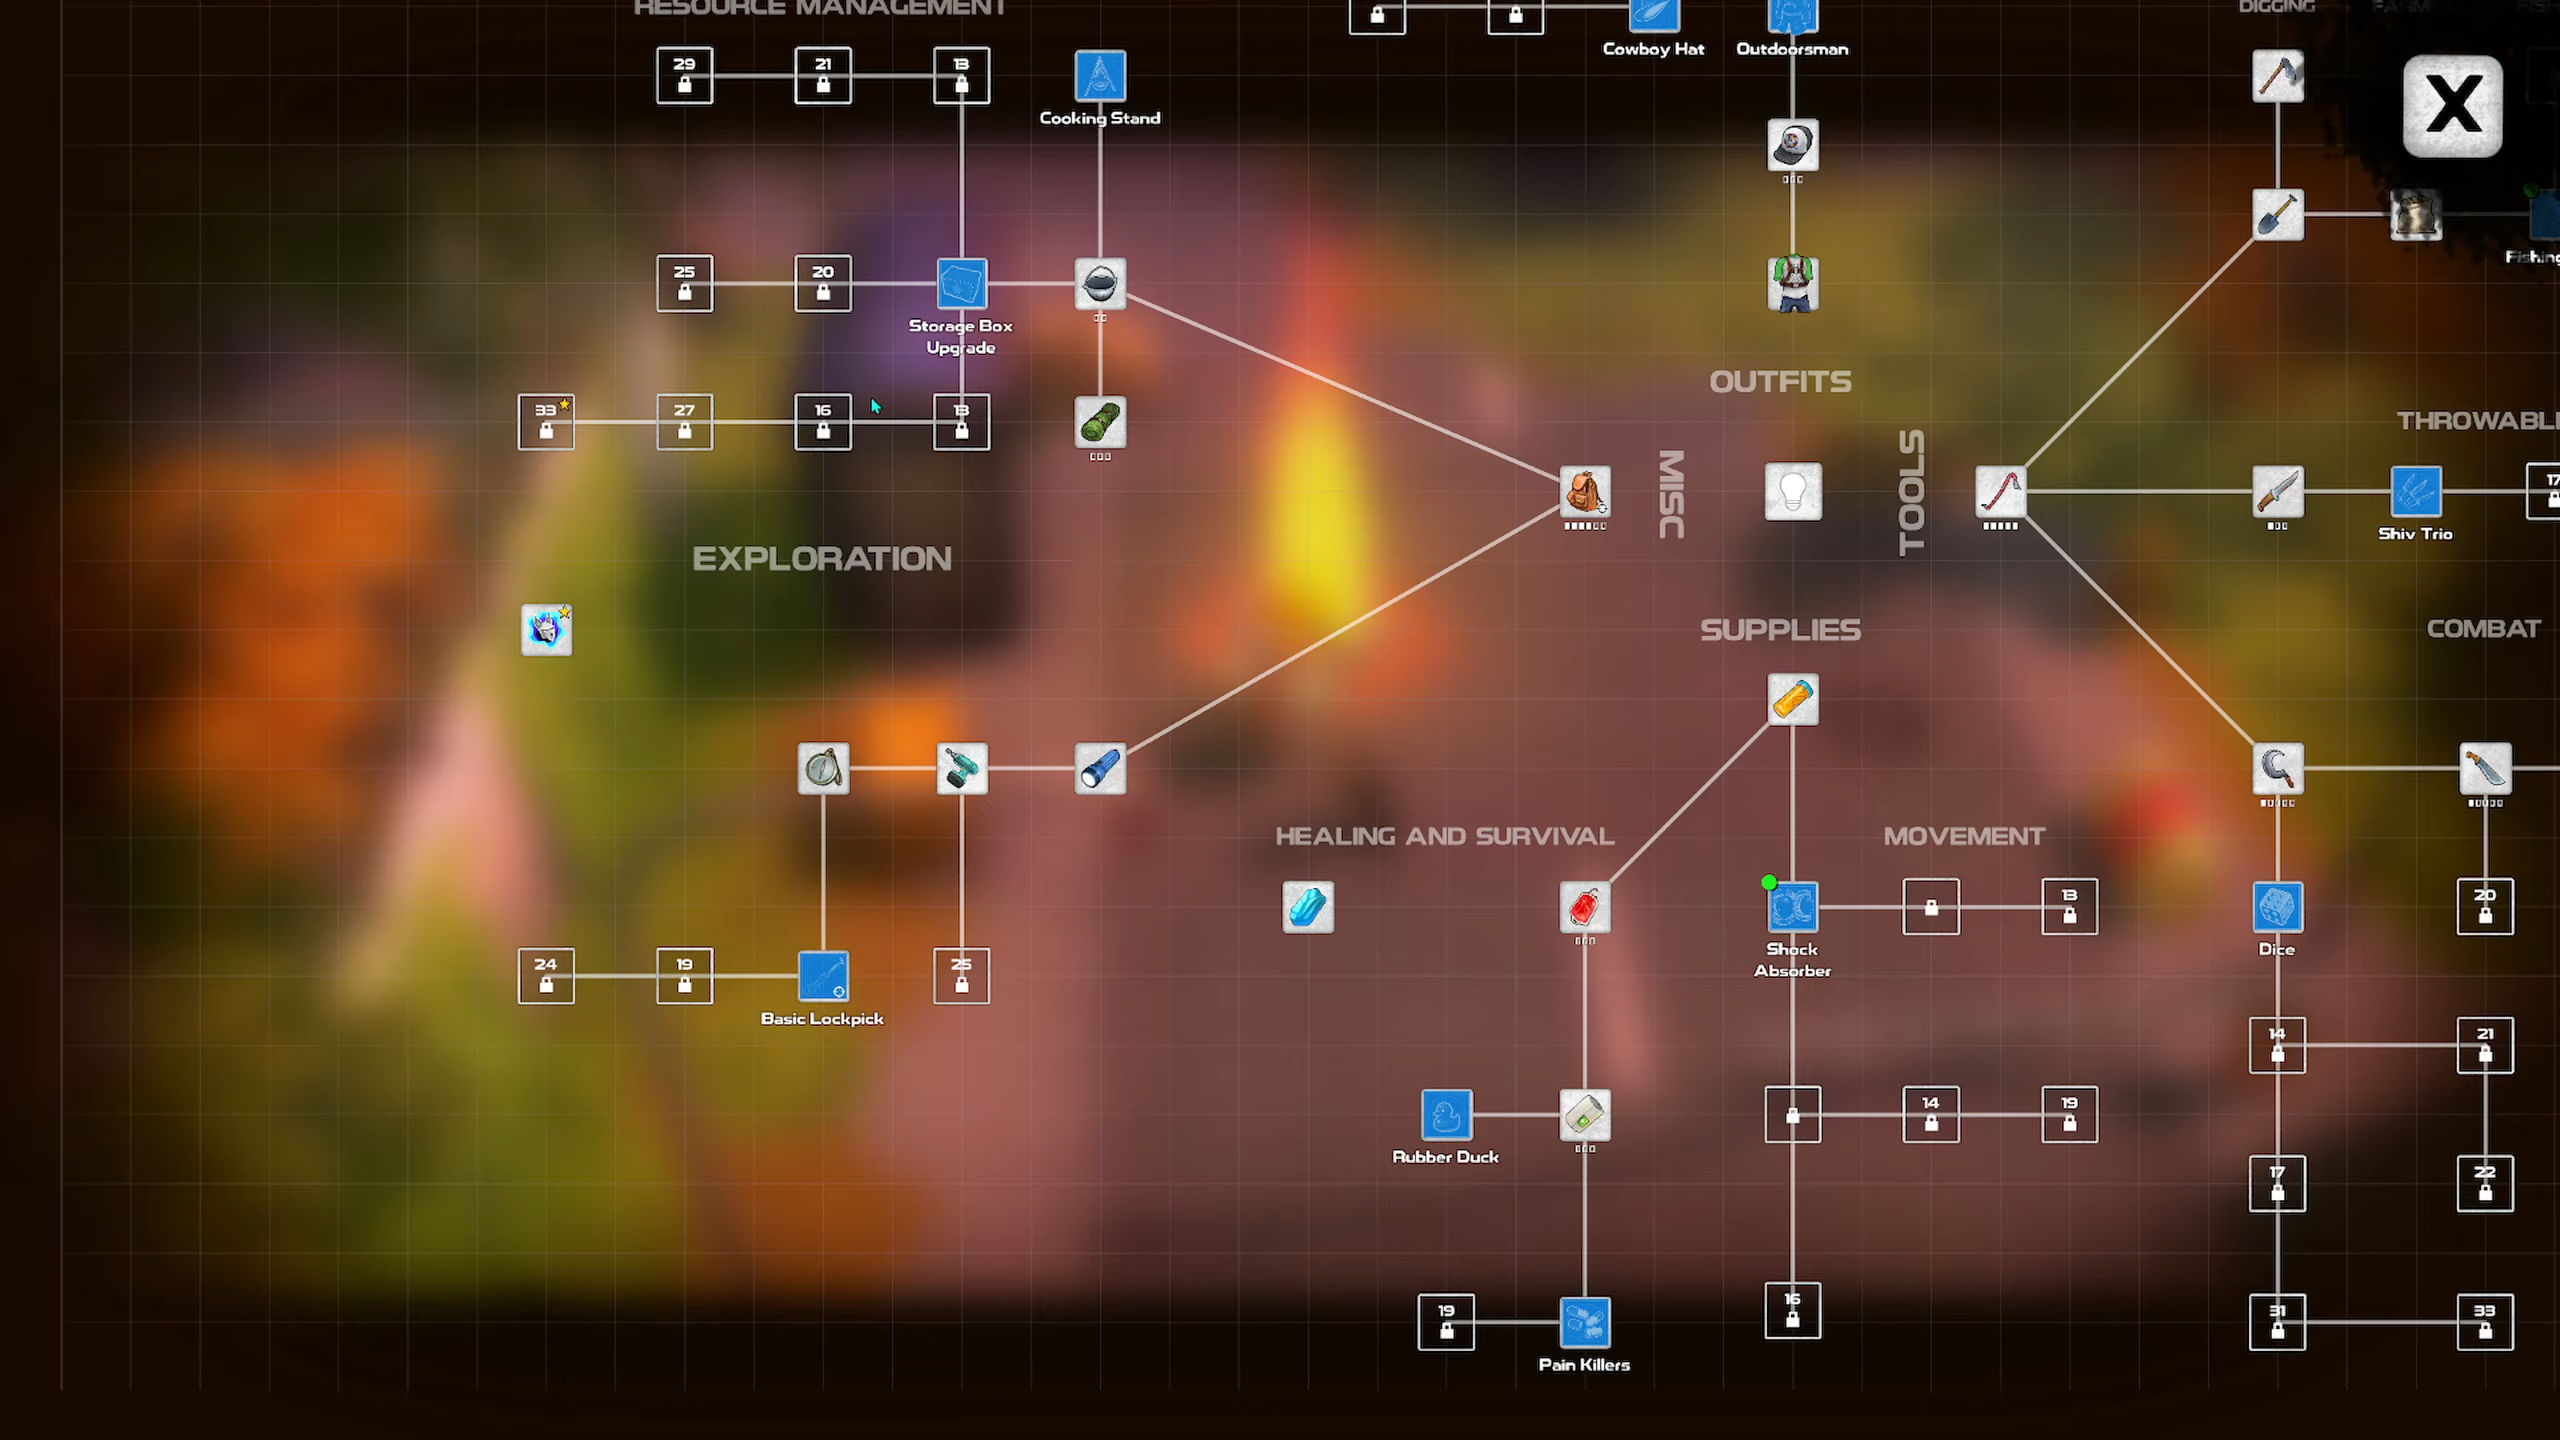 RESOURCE MANAGEMENT
DIGGING
Cowboy Hat
Outdoorsman
29
21
13
X
Cooking Stand
25
20
Fishing
Storage Box
Upgrade
OUTFITS
33
27
16
13
THROWABL
MISC
TOOLS
17
Shiv Trio
EXPLORATION
SUPPLIES
COMBAT
HEALING AND SURVIVAL
MOVEMENT
13
20
Shock
Absorber
Dice
24
19
25
Basic Lockpick
14
21
14
19
Rubber Duck
17
22
16
19
31
33
Pain Killers